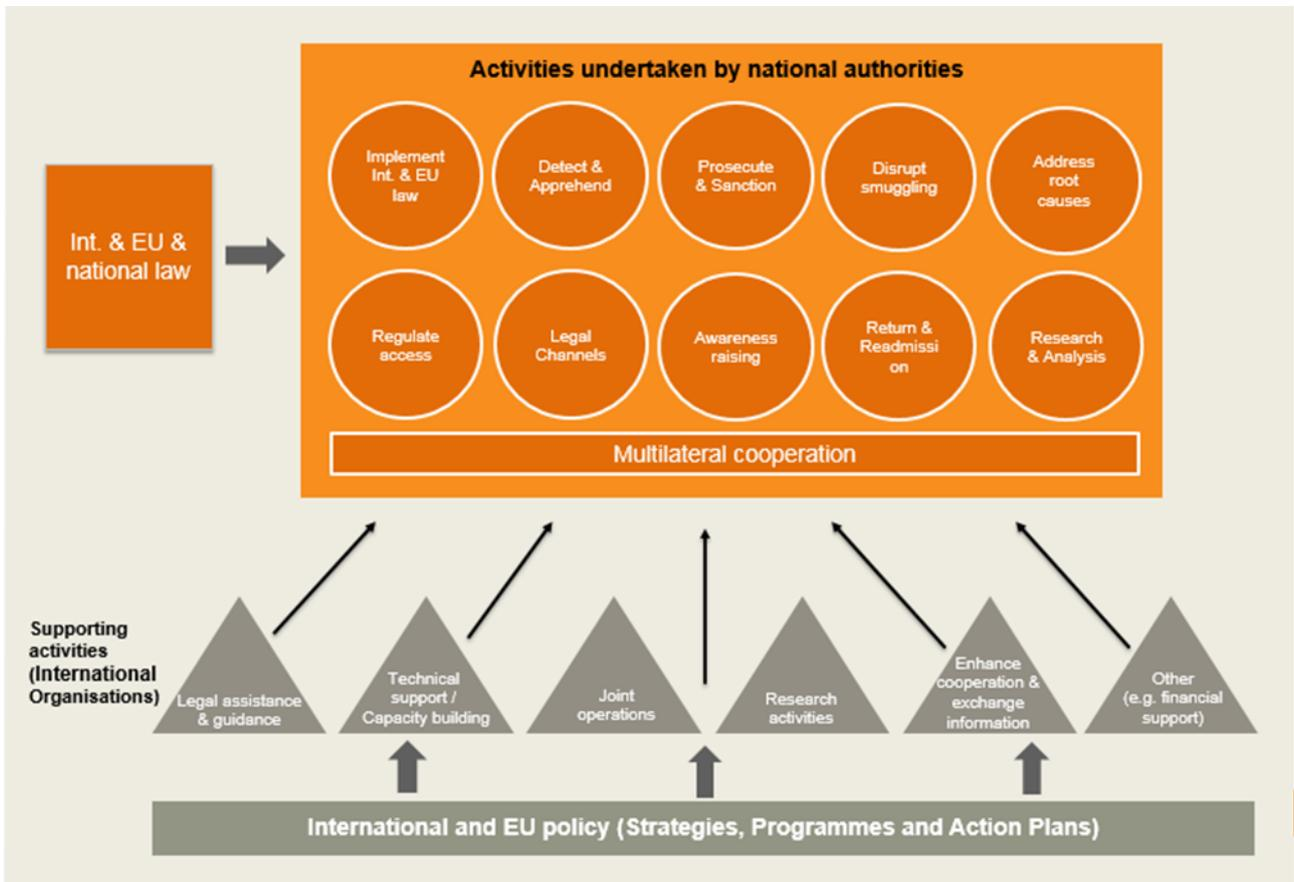 Activities undertaken by national authorities
Implement
Int. & EU
law
Detect &
Apprehend
Prosecute
& Sanction
Disrupt
smuggling
Address
root
causes
Int. & EU &
national law
Regulate
access
Legal
Channels
Awareness
raising
Return &
Readmissi
on
Research
& Analysis
Multilateral cooperation
Supporting
activities
(International
Organisations)
Legal assistance
& guidance
Technical
support /
Capacity building
Joint
operations
Research
activities
Enhance
cooperation &
exchange
information
Other
(e.g. financial
support)
International and EU policy (Strategies, Programmes and Action Plans)